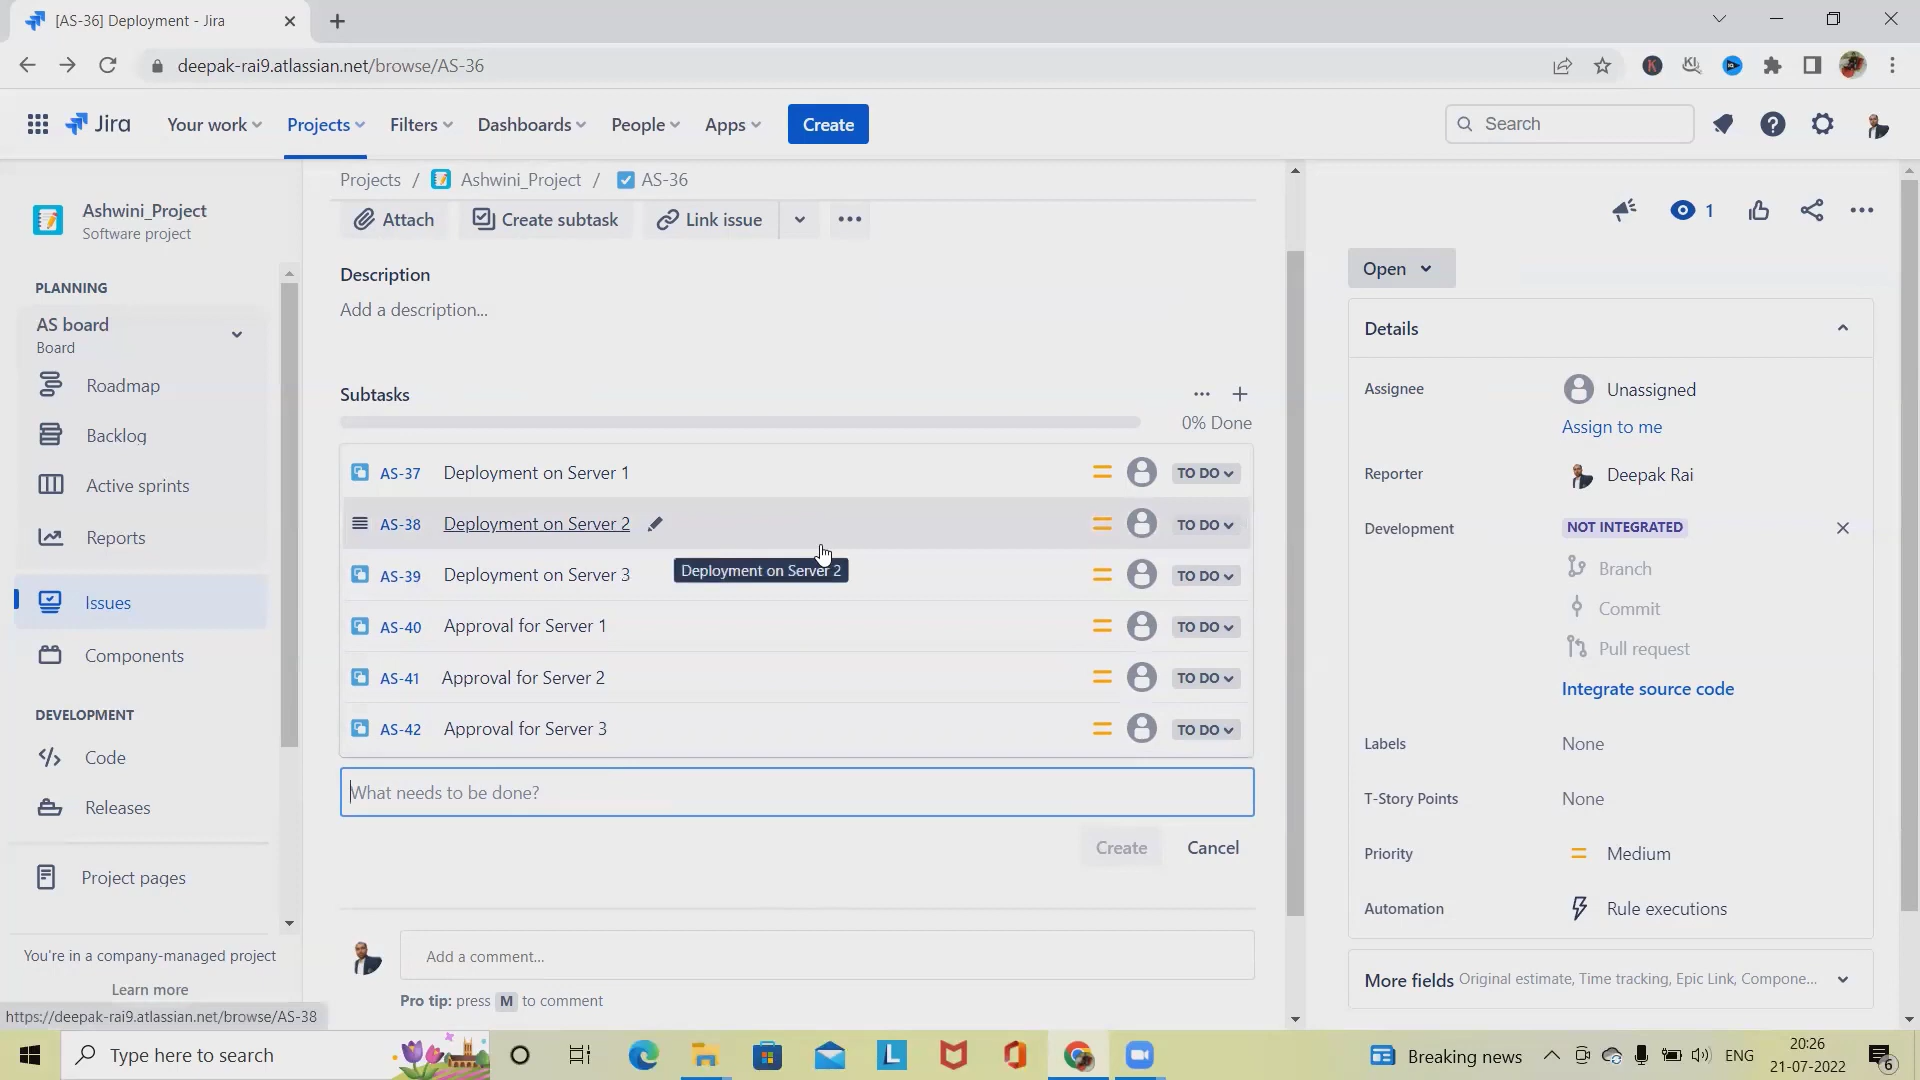 [AS-36] Deployment - Jira
deepak-rai9.atlassian.net/browse/AS-36
Jira
Your work
Projects
Filters
Dashboards
People
Apps
Create
Search
Ashwini_Project
Software project
PLANNING
AS board
Board
Roadmap
Backlog
Active sprints
Reports
Issues
Components
DEVELOPMENT
Code
Releases
Project pages
You're in a company-managed project
Learn more
https://deepak-rai9.atlassian.net/browse/AS-38
Projects / Ashwini_Project / AS-36
Attach
Create subtask
Link issue
Description
Add a description...
Subtasks
0% Done
AS-37 Deployment on Server 1 TO DO
AS-38 Deployment on Server 2 TO DO
Deployment on Server 2
AS-39 Deployment on Server 3 TO DO
AS-40 Approval for Server 1 TO DO
AS-41 Approval for Server 2 TO DO
AS-42 Approval for Server 3 TO DO
What needs to be done?
Create
Cancel
Add a comment...
Pro tip: press M to comment
1
Open
Details
Assignee Unassigned
Assign to me
Reporter Deepak Rai
Development NOT INTEGRATED
Branch
Commit
Pull request
Integrate source code
Labels None
T-Story Points None
Priority Medium
Automation Rule executions
More fields Original estimate, Time tracking, Epic Link, Compone...
Type here to search
Breaking news
ENG
20:26
21-07-2022
6